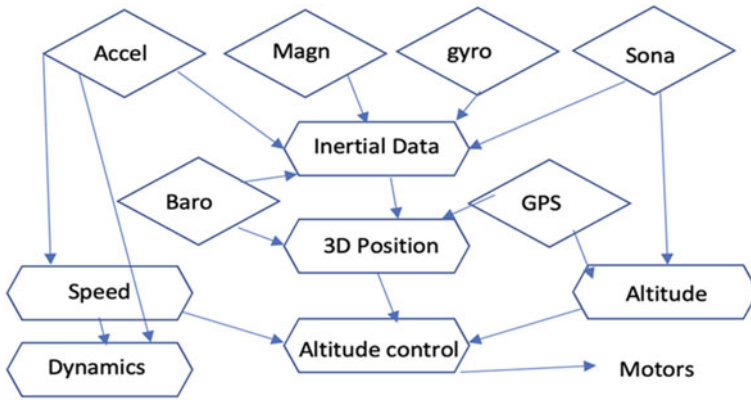 Accel
Magn
gyro
Sona
Inertial Data
Baro
GPS
3D Position
Speed
Altitude
Altitude control
Dynamics
Motors